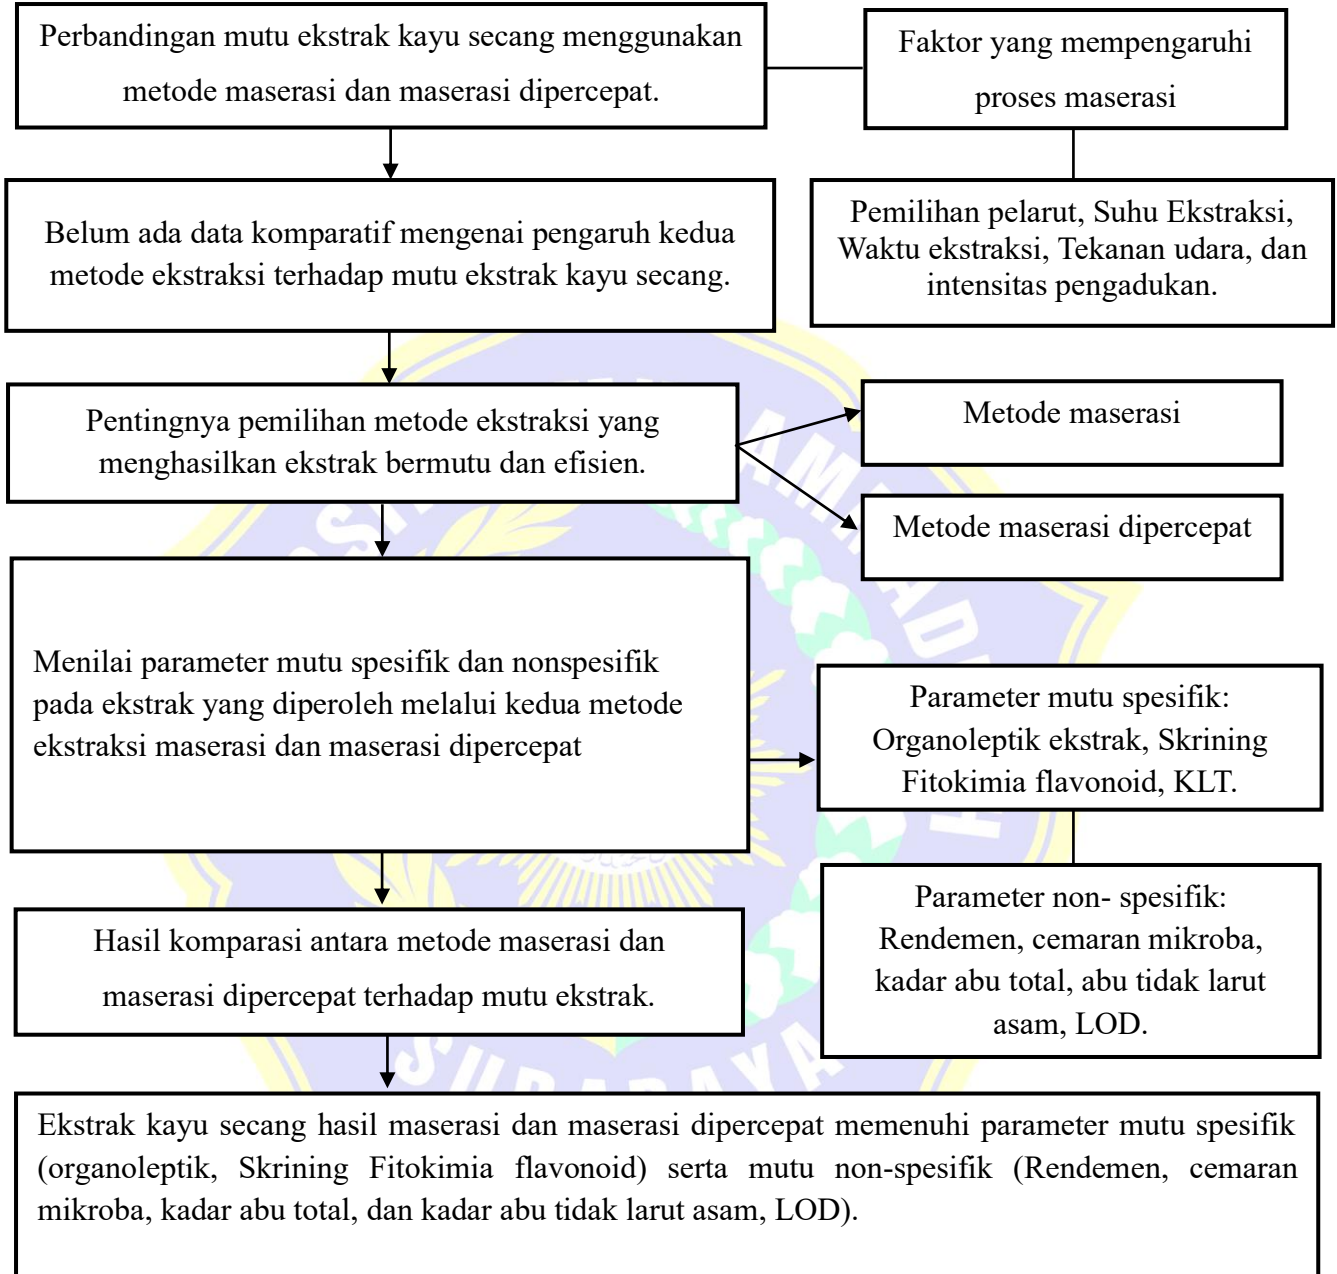 Perbandingan mutu ekstrak kayu secang menggunakan
metode maserasi dan maserasi dipercepat.
Faktor yang mempengaruhi
proses maserasi
Belum ada data komparatif mengenai pengaruh kedua
metode ekstraksi terhadap mutu ekstrak kayu secang.
Pemilihan pelarut, Suhu Ekstraksi,
Waktu ekstraksi, Tekanan udara, dan
intensitas pengadukan.
Pentingnya pemilihan metode ekstraksi yang
menghasilkan ekstrak bermutu dan efisien.
Metode maserasi
Metode maserasi dipercepat
Menilai parameter mutu spesifik dan nonspesifik
pada ekstrak yang diperoleh melalui kedua metode
ekstraksi maserasi dan maserasi dipercepat
Parameter mutu spesifik:
Organoleptik ekstrak, Skrining
Fitokimia flavonoid, KLT.
Parameter non- spesifik:
Rendemen, cemaran mikroba,
kadar abu total, abu tidak larut
asam, LOD.
Hasil komparasi antara metode maserasi dan
maserasi dipercepat terhadap mutu ekstrak.
Ekstrak kayu secang hasil maserasi dan maserasi dipercepat memenuhi parameter mutu spesifik
(organoleptik, Skrining Fitokimia flavonoid) serta mutu non-spesifik (Rendemen, cemaran
mikroba, kadar abu total, dan kadar abu tidak larut asam, LOD).
SURABAYA